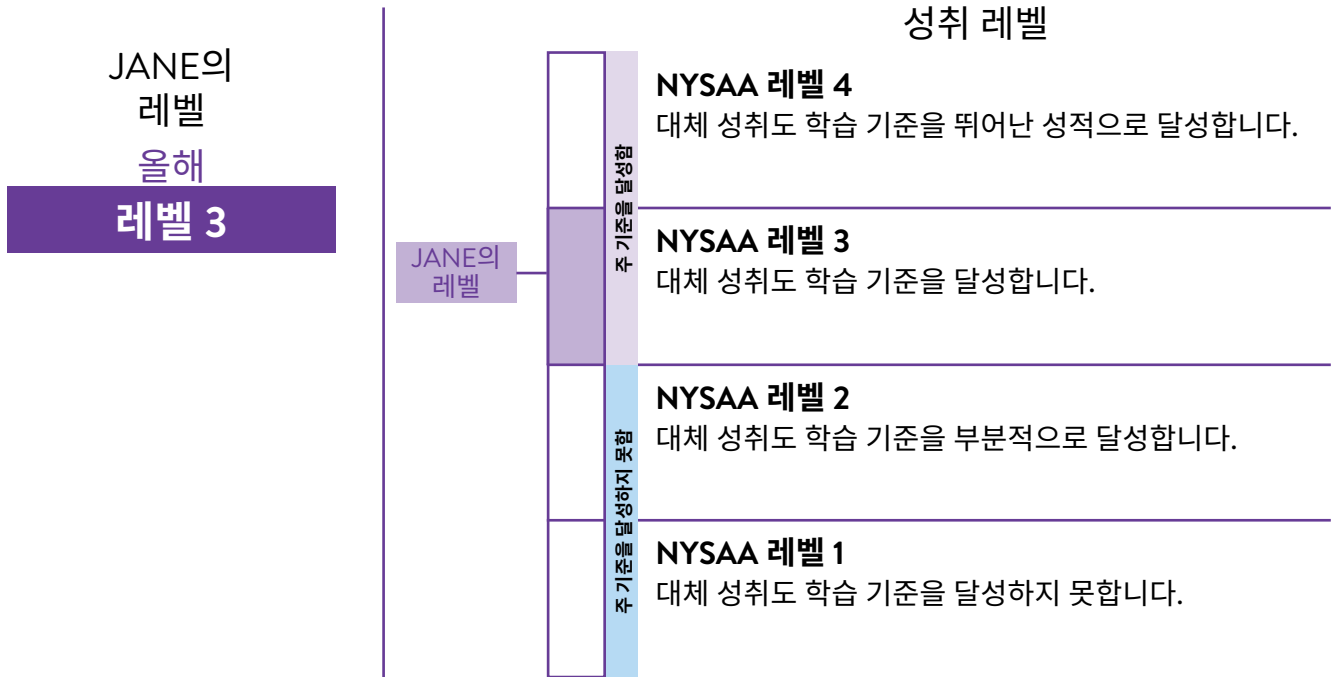 JANE의
레벨
올해
레벨 3
성취 레벨
JANE의
레벨
주 기준을 달성함
주 기준을 달성하지 못함
NYSAA 레벨 4
대체 성취도 학습 기준을 뛰어난 성적으로 달성합니다.
NYSAA 레벨 3
대체 성취도 학습 기준을 달성합니다.
NYSAA 레벨 2
대체 성취도 학습 기준을 부분적으로 달성합니다.
NYSAA 레벨 1
대체 성취도 학습 기준을 달성하지 못합니다.